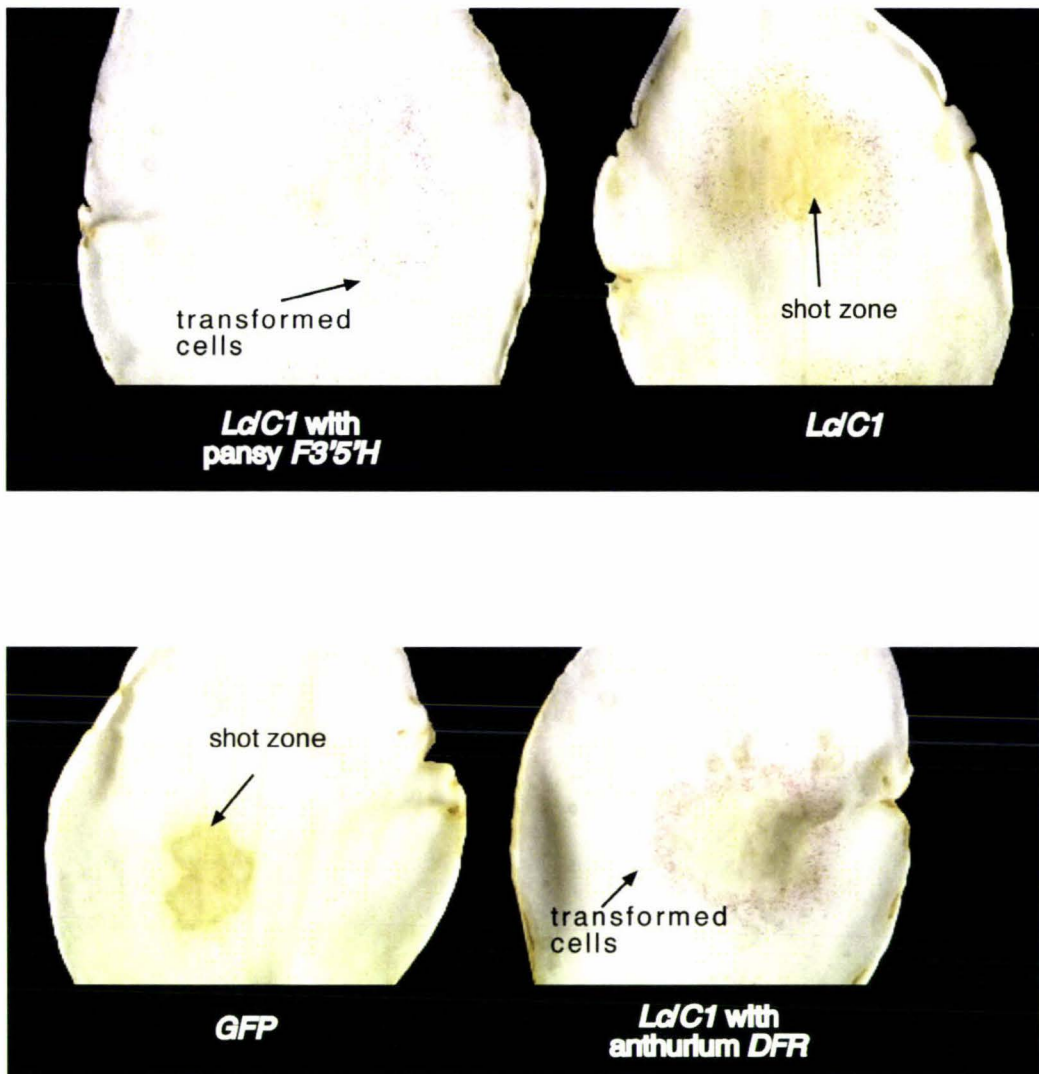 transformed
cells
shot zone
Lc/C1 with
pansy F3'5'H
Lc/C1
shot zone
transformed
cells
GFP
Lc/C1 with
anthurium DFR